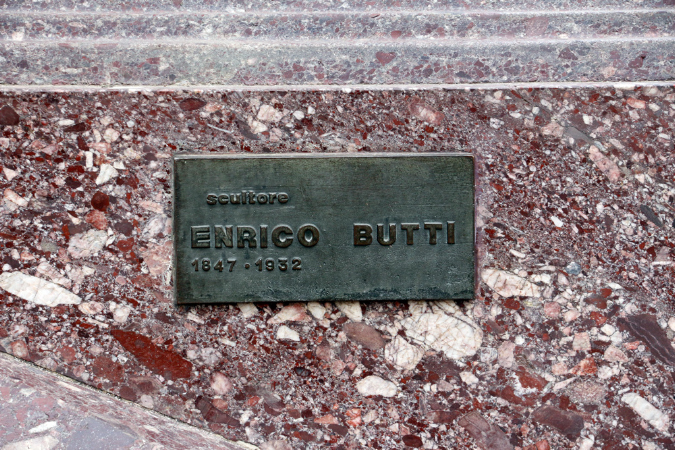 scultore
ENRICO BUTTI
1847 · 1932